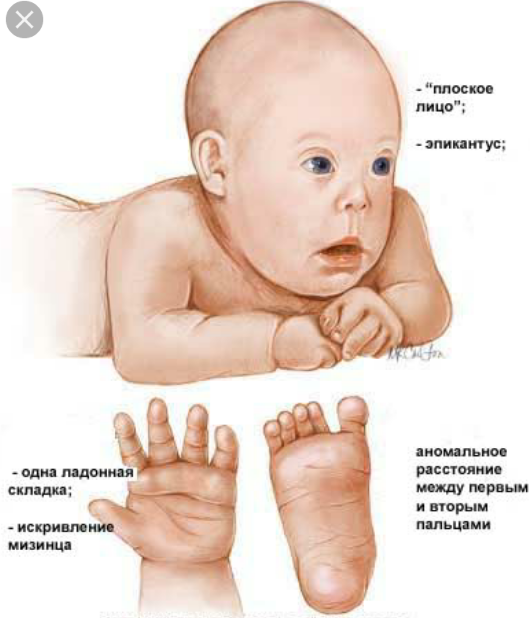 - “плоское
лицо”;
- эпикантус;
- одна ладонная
складка;
- искривление
мизинца
аномальное
расстояние
между первым
и вторым
пальцами